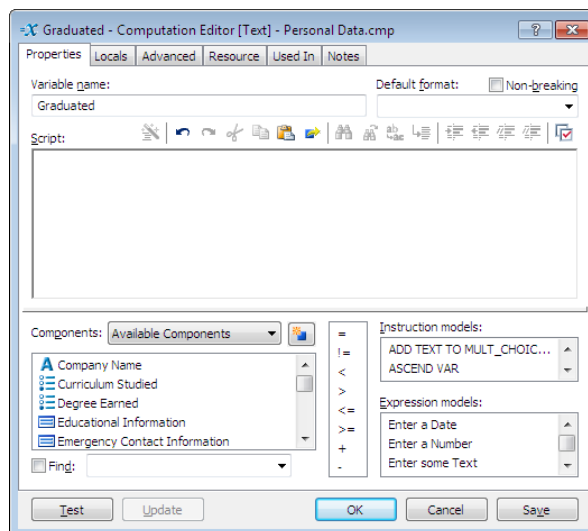 Graduated - Computation Editor [Text] - Personal Data.cmp
Properties Locals Advanced Resource Used In Notes
Variable name: Default format: Non-breaking
Graduated
Script:
Components: Available Components
Company Name
Curriculum Studied
Degree Earned
Educational Information
Emergency Contact Information
Find:
=
!=
<
>
<=
>=
+
-
Instruction models:
ADD TEXT TO MULT_CHOIC...
ASCEND VAR
Expression models:
Enter a Date
Enter a Number
Enter some Text
Test Update OK Cancel Save